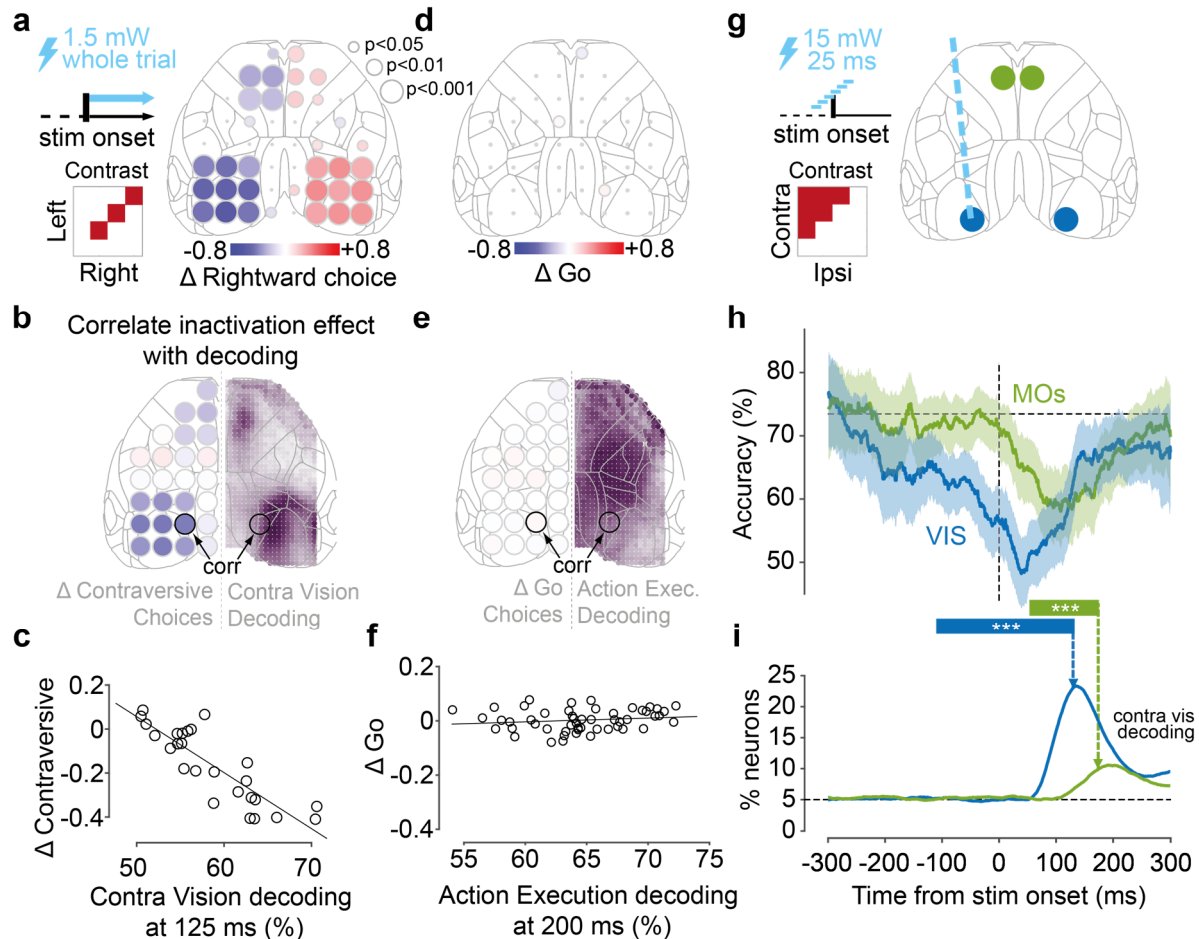 a
1.5 mW
whole trial
stim onset
Contrast
Left
Right
p<0.05
p<0.01
p<0.001
-0.8
+0.8
Δ Rightward choice
d
-0.8
+0.8
Δ Go
g
15 mW
25 ms
stim onset
Contrast
Contra
Ipsi
b
Correlate inactivation effect
with decoding
corr
Δ Contraversive
Choices
Contra Vision
Decoding
e
corr
Δ Go
Choices
Action Exec.
Decoding
h
80
70
60
50
Accuracy (%)
MOs
VIS
***
***
c
0.2
0
-0.2
-0.4
Δ Contraversive
50
60
70
Contra Vision decoding
at 125 ms (%)
f
0.2
0.0
-0.2
-0.4
Δ Go
55
60
65
70
75
Action Execution decoding
at 200 ms (%)
i
25
20
15
10
5
0
% neurons
contra vis
decoding
-300
-200
-100
0
100
200
300
Time from stim onset (ms)